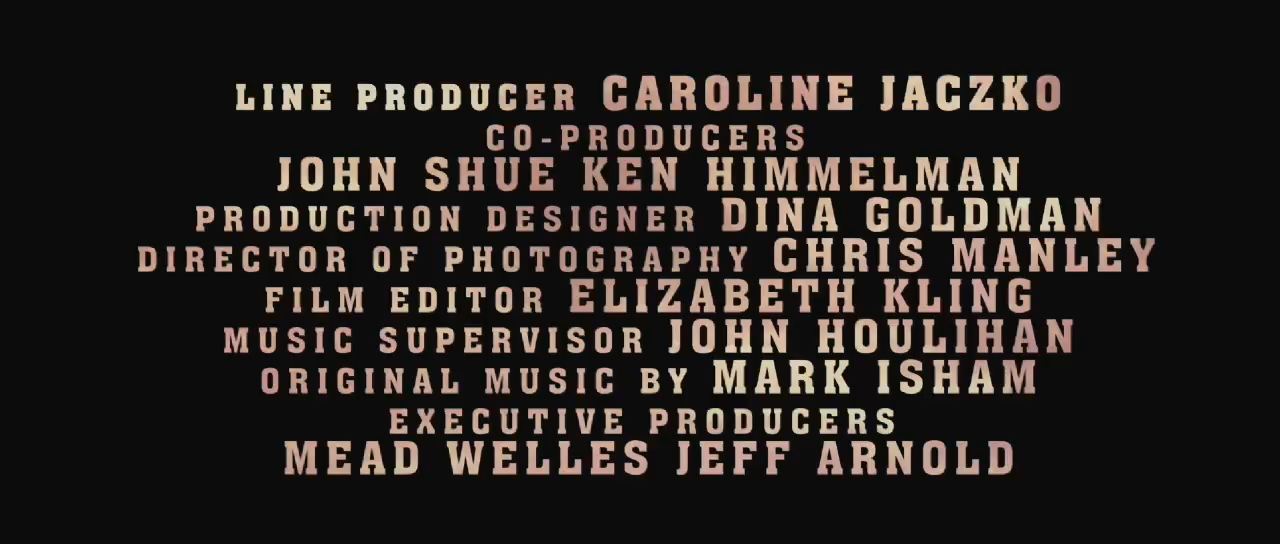 LINE PRODUCER CAROLINE JACZKO
CO-PRODUCERS
JOHN SHUE KEN HIMMELMAN
PRODUCTION DESIGNER DINA GOLDMAN
DIRECTOR OF PHOTOGRAPHY CHRIS MANLEY
FILM EDITOR ELIZABETH KLING
MUSIC SUPERVISOR JOHN HOULIHAN
ORIGINAL MUSIC BY MARK ISHAM
EXECUTIVE PRODUCERS
MEAD WELLES JEFF ARNOLD